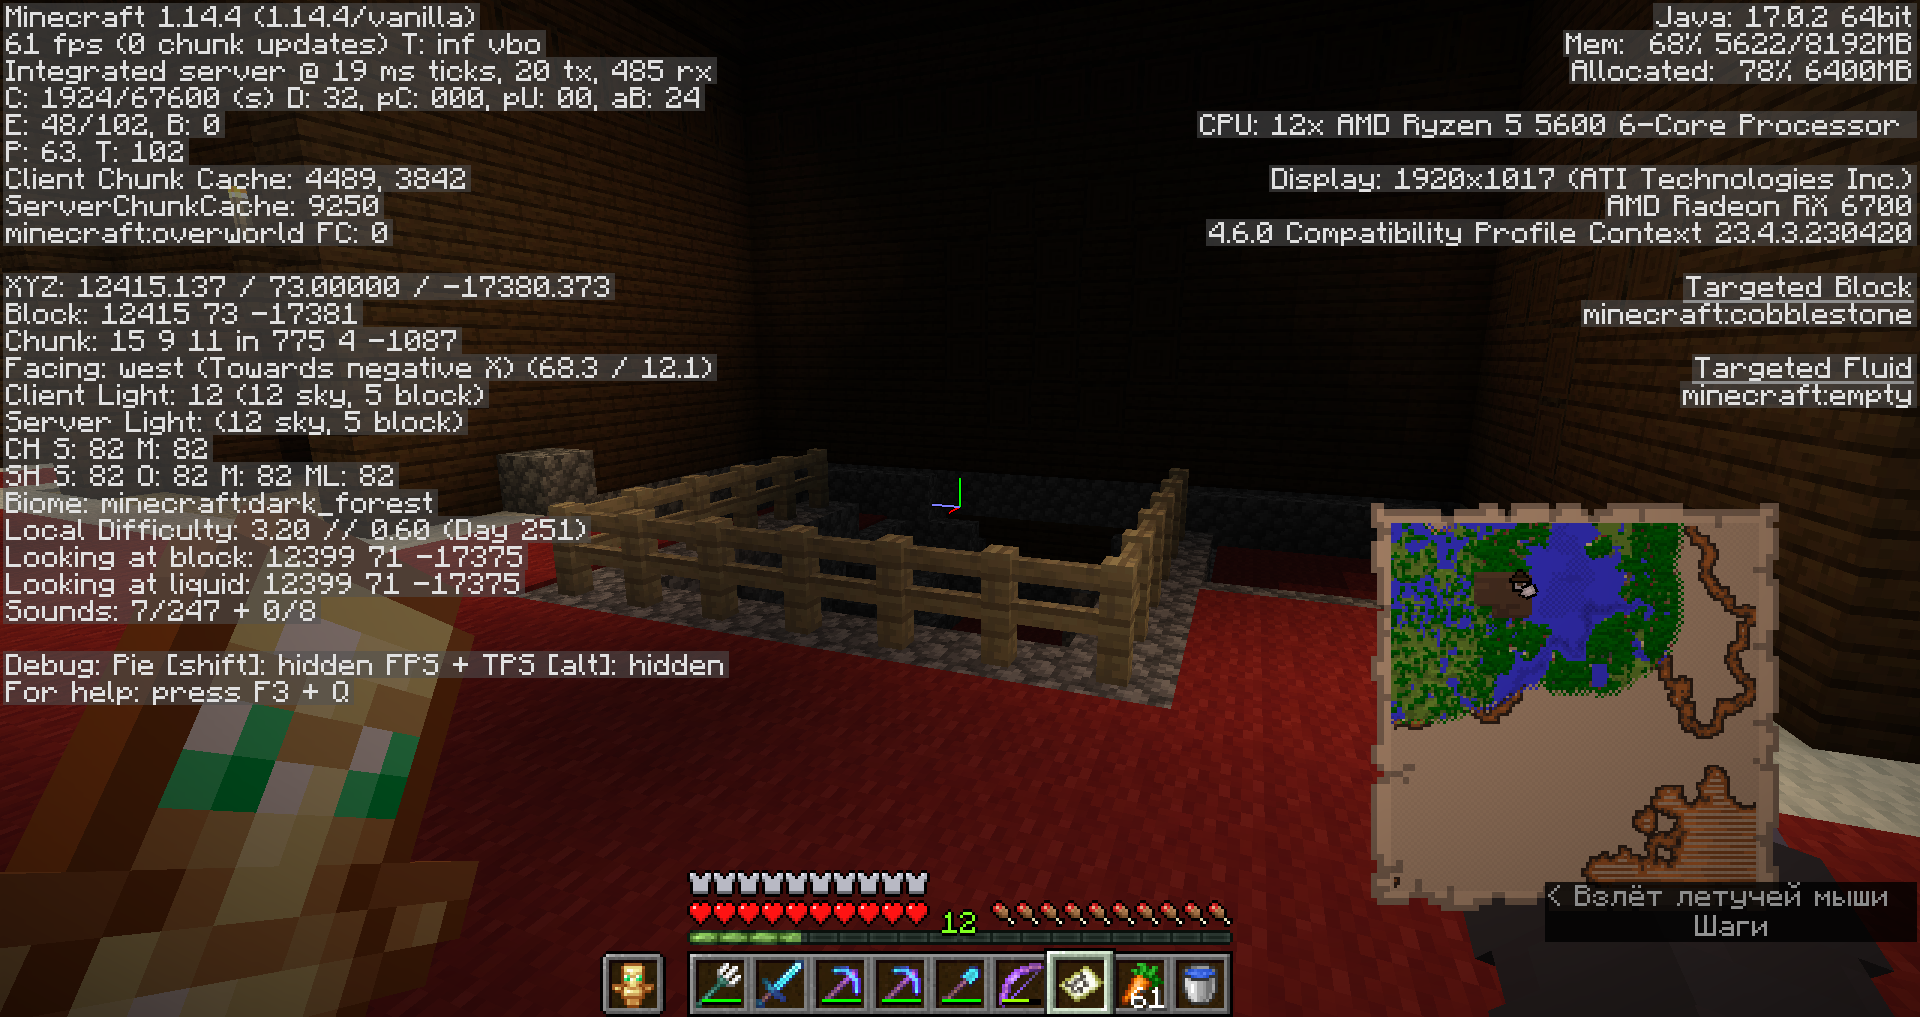 Minecraft 1.14.4 (1.14.4/vanilla)
61 fps (0 chunk updates) T: inf vbo
Integrated server @ 19 ms ticks, 20 tx, 485 rx
C: 1924/67600 (s) D: 32, pC: 000, pU: 00, aB: 24
E: 48/102, B: 0
P: 63. T: 102
Client Chunk Cache: 4489, 3842
ServerChunkCache: 9250
minecraft:overworld FC: 0
XYZ: 12415.137 / 73.00000 / -17380.373
Block: 12415 73 -17381
Chunk: 15 9 11 in 775 4 -1087
Facing: west (Towards negative X) (68.3 / 12.1)
Client Light: 12 (12 sky, 5 block)
Server Light: (12 sky, 5 block)
CH S: 82 M: 82
SH S: 82 O: 82 M: 82 ML: 82
Biome: minecraft:dark_forest
Local Difficulty: 3.20 // 0.60 (Day 251)
Looking at block: 12399 71 -17375
Looking at liquid: 12399 71 -17375
Sounds: 7/247 + 0/8
Debug: Pie [shift]: hidden FPS + TPS [alt]: hidden
For help: press F3 + Q
Java: 17.0.2 64bit
Mem: 68% 5622/8192MB
Allocated: 78% 6400MB
CPU: 12x AMD Ryzen 5 5600 6-Core Processor
Display: 1920x1017 (ATI Technologies Inc.)
AMD Radeon RX 6700
4.6.0 Compatibility Profile Context 23.4.3.230420
Targeted Block
minecraft:cobblestone
Targeted Fluid
minecraft:empty
< Взлёт летучей мыши
Шаги
12
61